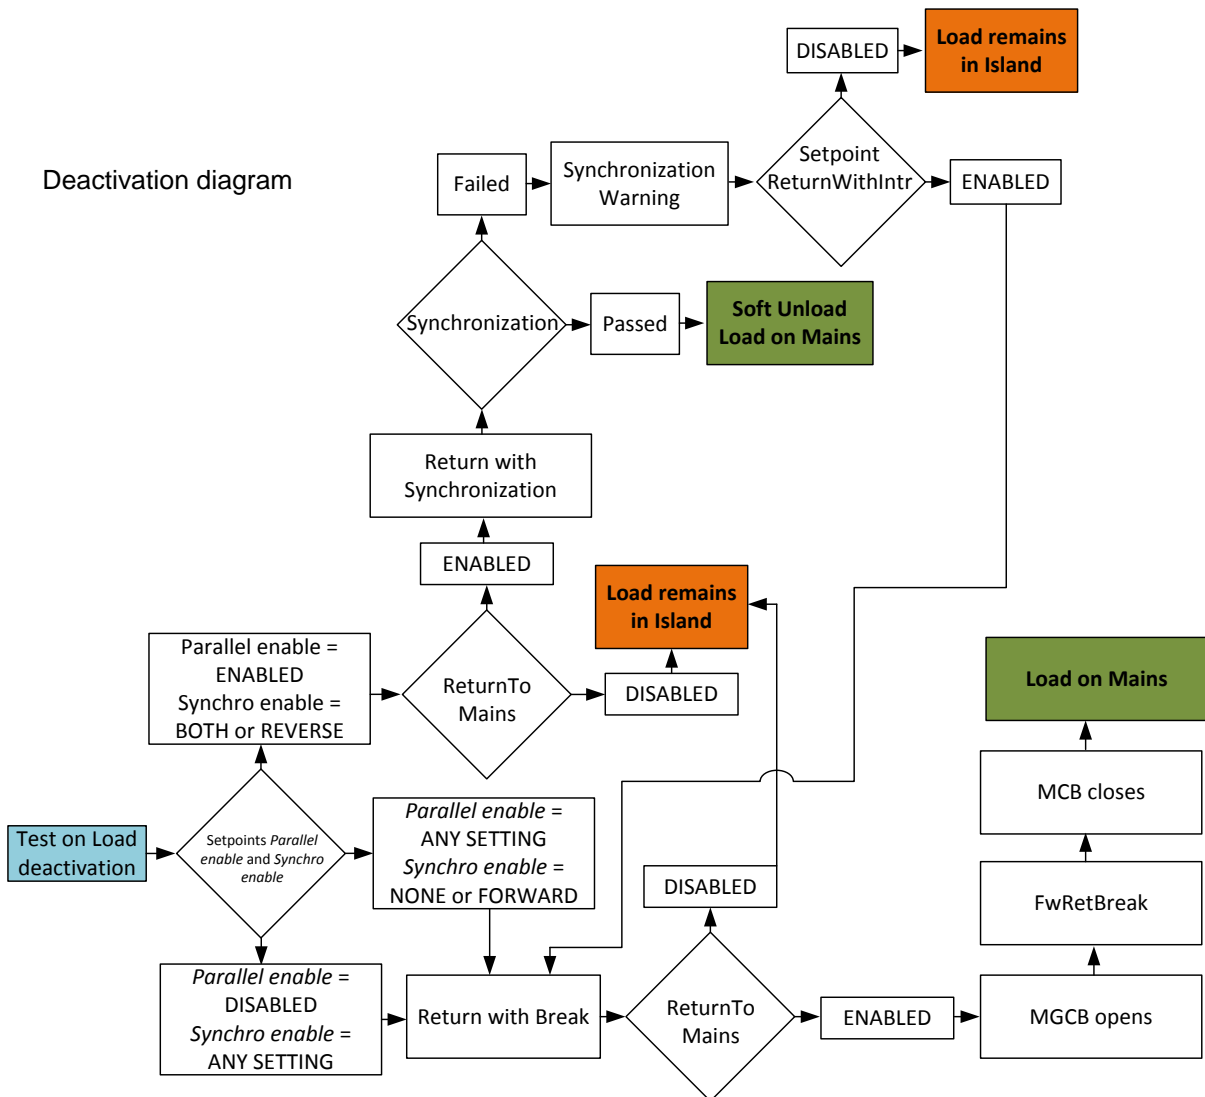 DISABLED
Load remains
in Island
Deactivation diagram
Failed
Synchronization
Warning
Setpoint
ReturnWithIntr
ENABLED
Synchronization
Passed
Soft Unload
Load on Mains
Return with
Synchronization
ENABLED
Load remains
in Island
Parallel enable =
ENABLED
Synchro enable =
BOTH or REVERSE
ReturnTo
Mains
DISABLED
Load on Mains
MCB closes
Test on Load
deactivation
Setpoints Parallel
enable and Synchro
enable
Parallel enable =
ANY SETTING
Synchro enable =
NONE or FORWARD
DISABLED
FwRetBreak
Parallel enable =
DISABLED
Synchro enable =
ANY SETTING
Return with Break
ReturnTo
Mains
ENABLED
MGCB opens